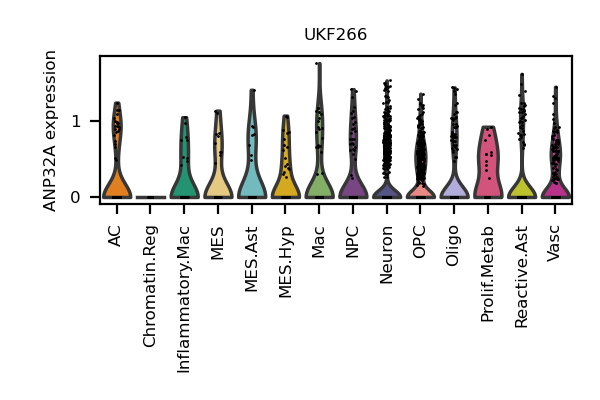 UKF266
ANP32A expression
1
0
AC
Chromatin.Reg
Inflammatory.Mac
MES
MES.Ast
MES.Hyp
Mac
NPC
Neuron
OPC
Oligo
Prolif.Metab
Reactive.Ast
Vasc